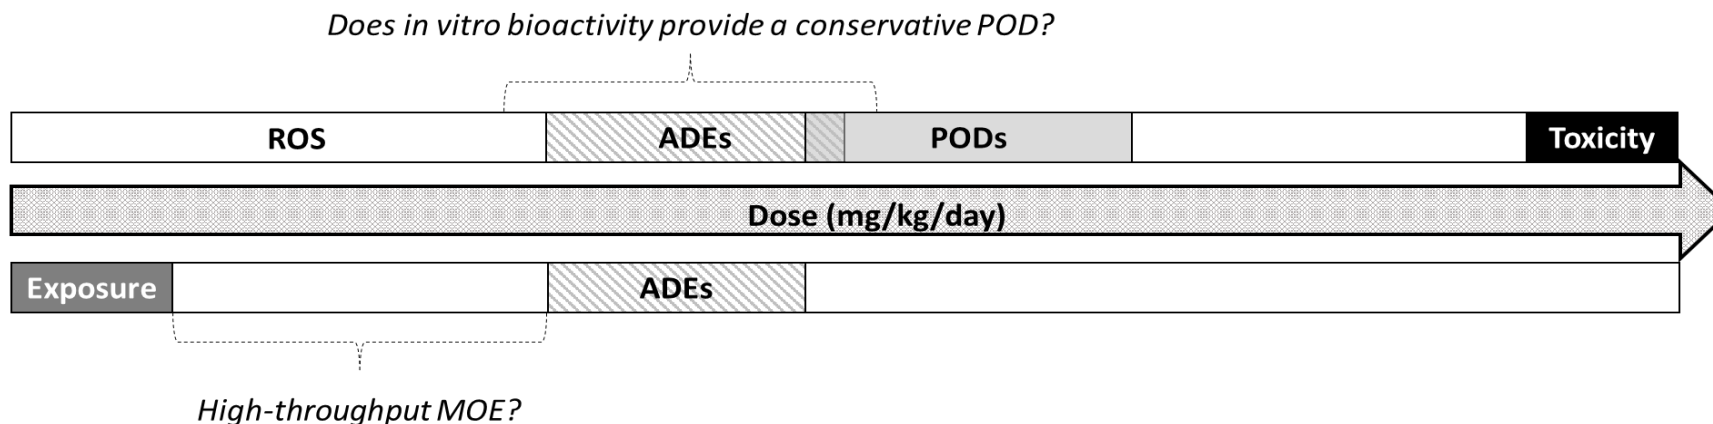 Does in vitro bioactivity provide a conservative POD?
ROS ADEs PODs Toxicity
Dose (mg/kg/day)
Exposure ADEs
High-throughput MOE?